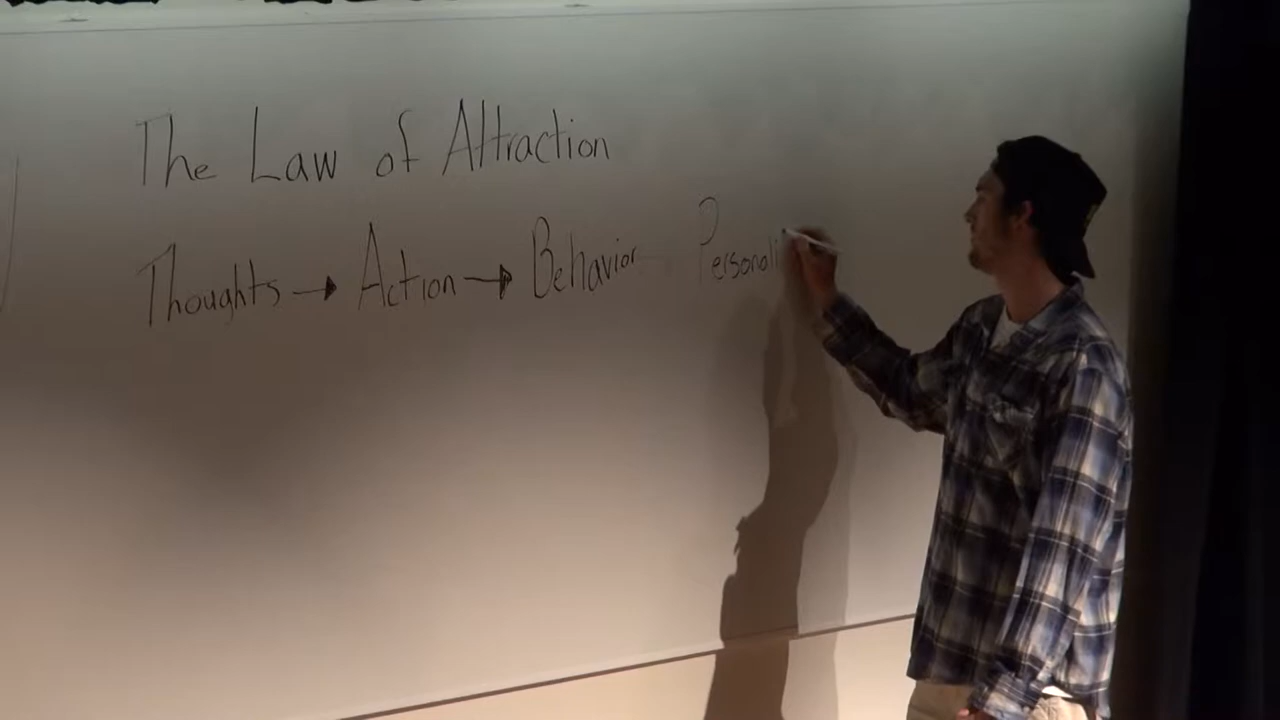 The Law of Attraction
Thoughts → Action → Behavior Personali